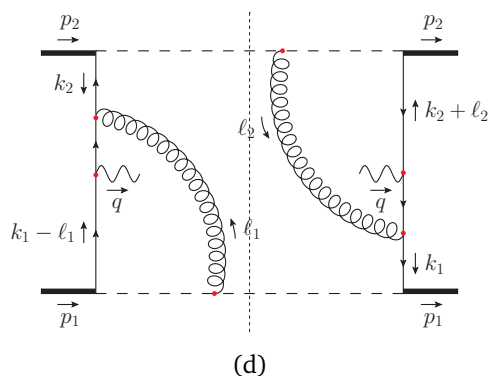 p₂ p₂
k₂ k₂ + ℓ₂
ℓ₂
q q
k₁ − ℓ₁ ℓ₁
k₁
p₁ p₁
(d)